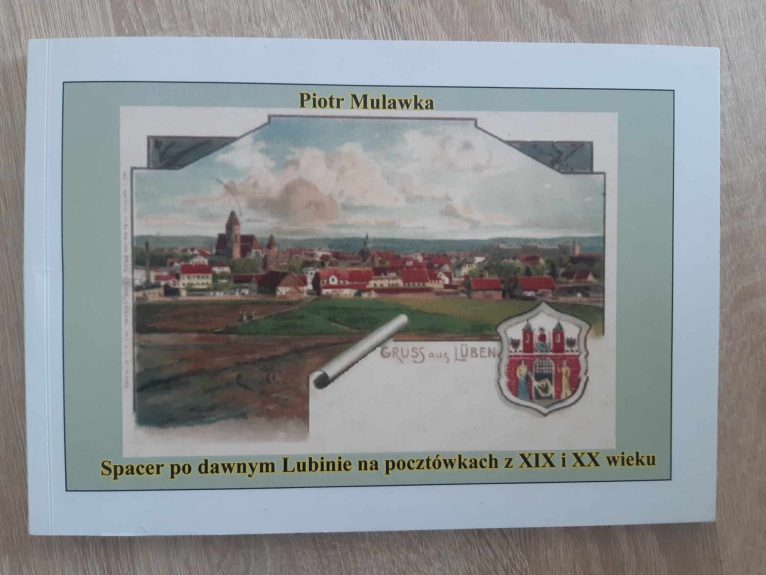 Piotr Mulawka
GRUSS aus LÜBEN.
Spacer po dawnym Lubinie na pocztówkach z XIX i XX wieku